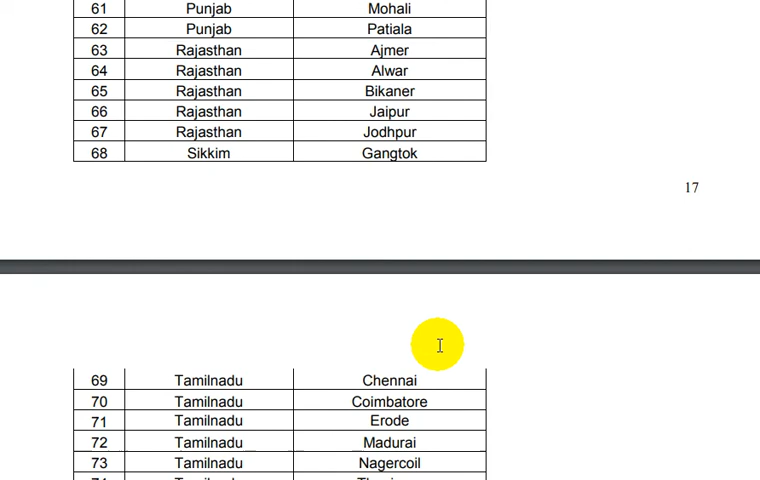 61 Punjab Mohali
62 Punjab Patiala
63 Rajasthan Ajmer
64 Rajasthan Alwar
65 Rajasthan Bikaner
66 Rajasthan Jaipur
67 Rajasthan Jodhpur
68 Sikkim Gangtok
17
69 Tamilnadu Chennai
70 Tamilnadu Coimbatore
71 Tamilnadu Erode
72 Tamilnadu Madurai
73 Tamilnadu Nagercoil